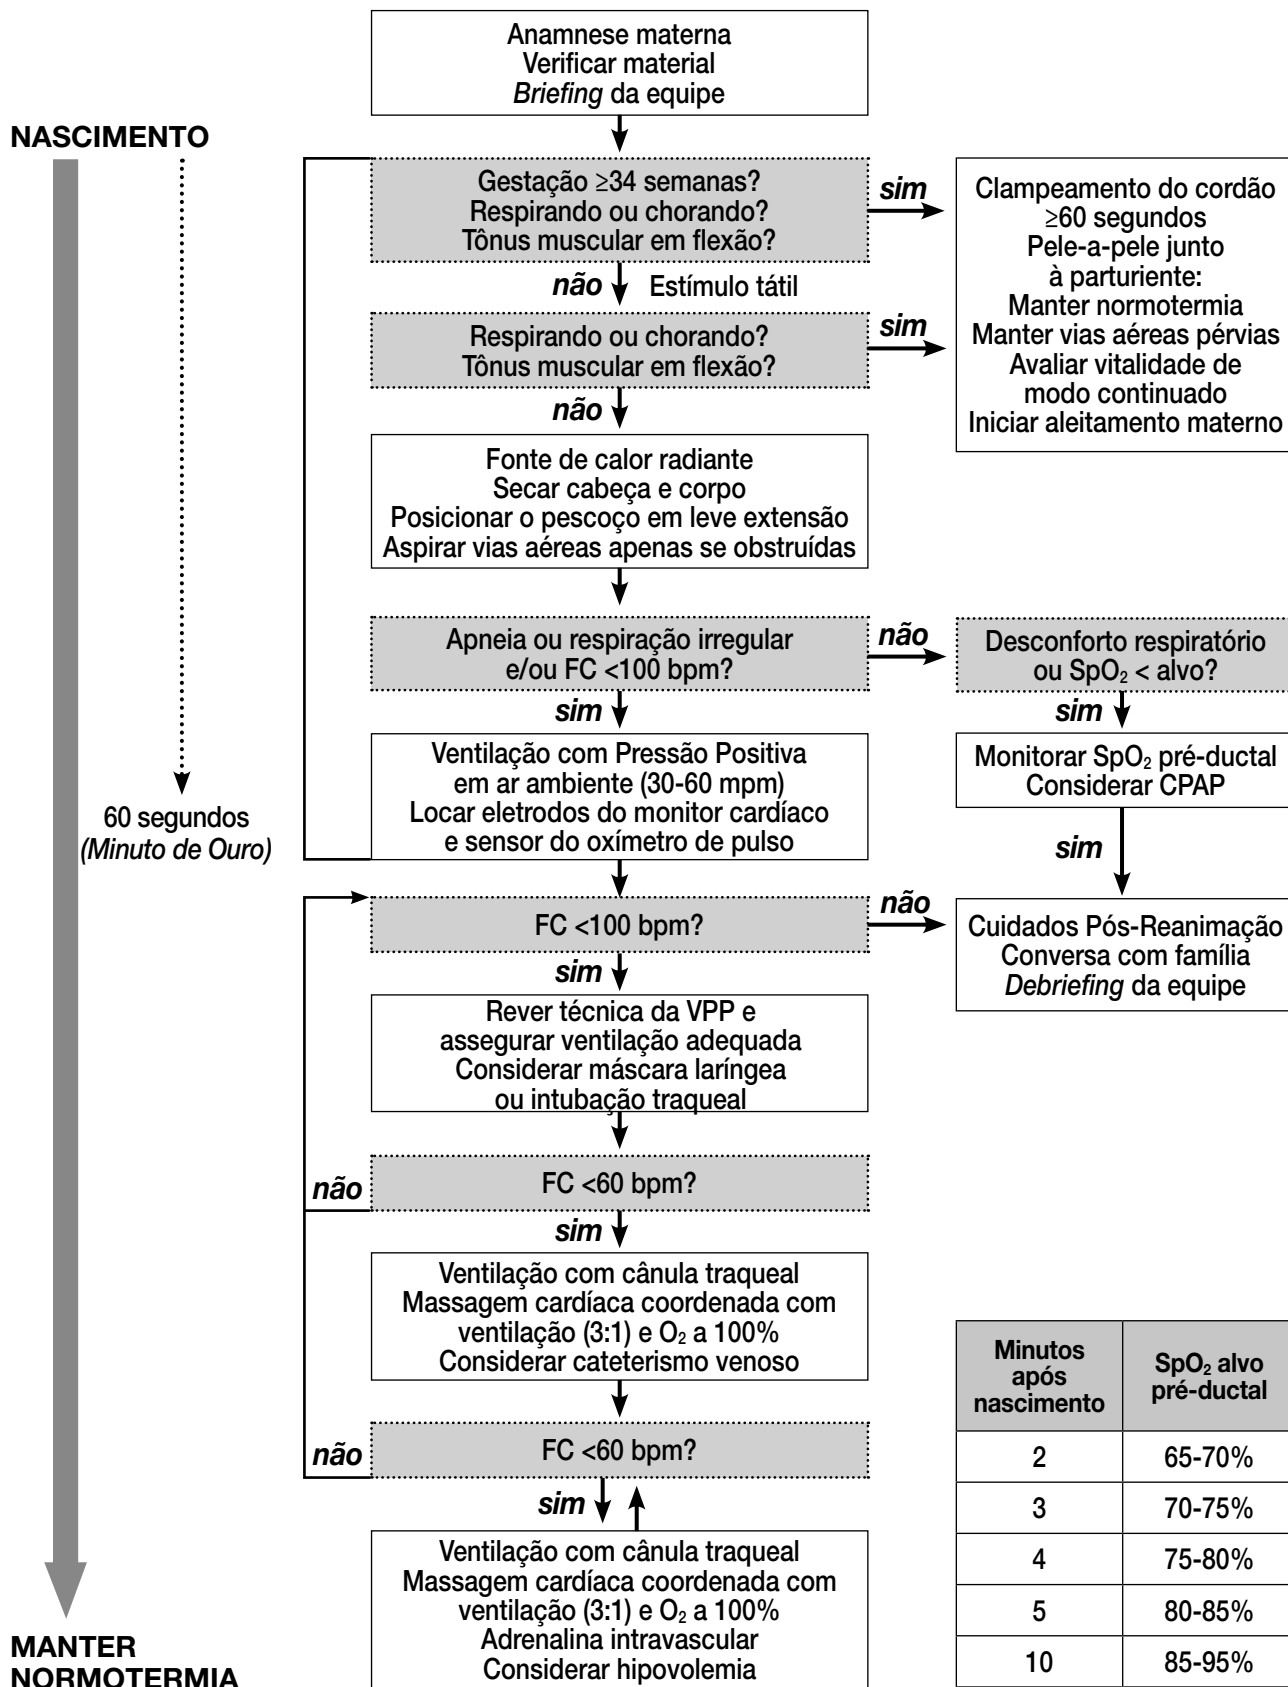 Anamnese materna
Verificar material
Briefing da equipe
NASCIMENTO
Gestação ≥34 semanas?
Respirando ou chorando?
Tônus muscular em flexão?
sim
Clampeamento do cordão
≥60 segundos
Pele-a-pele junto
à parturiente:
Manter normotermia
Manter vias aéreas pérvias
Avaliar vitalidade de
modo continuado
Iniciar aleitamento materno
não
Estímulo tátil
Respirando ou chorando?
Tônus muscular em flexão?
sim
não
Fonte de calor radiante
Secar cabeça e corpo
Posicionar o pescoço em leve extensão
Aspirar vias aéreas apenas se obstruídas
Apneia ou respiração irregular
e/ou FC <100 bpm?
não
Desconforto respiratório
ou SpO₂ < alvo?
sim
sim
Ventilação com Pressão Positiva
em ar ambiente (30-60 mpm)
Locar eletrodos do monitor cardíaco
e sensor do oxímetro de pulso
Monitorar SpO₂ pré-ductal
Considerar CPAP
60 segundos
(Minuto de Ouro)
sim
FC <100 bpm?
não
Cuidados Pós-Reanimação
Conversa com família
Debriefing da equipe
sim
Rever técnica da VPP e
assegurar ventilação adequada
Considerar máscara laríngea
ou intubação traqueal
FC <60 bpm?
não
sim
Ventilação com cânula traqueal
Massagem cardíaca coordenada com
ventilação (3:1) e O₂ a 100%
Considerar cateterismo venoso
FC <60 bpm?
não
sim
Ventilação com cânula traqueal
Massagem cardíaca coordenada com
ventilação (3:1) e O₂ a 100%
Adrenalina intravascular
Considerar hipovolemia
MANTER
NORMOTERMIA
Minutos
após
nascimento
SpO₂ alvo
pré-ductal
2 65-70%
3 70-75%
4 75-80%
5 80-85%
10 85-95%